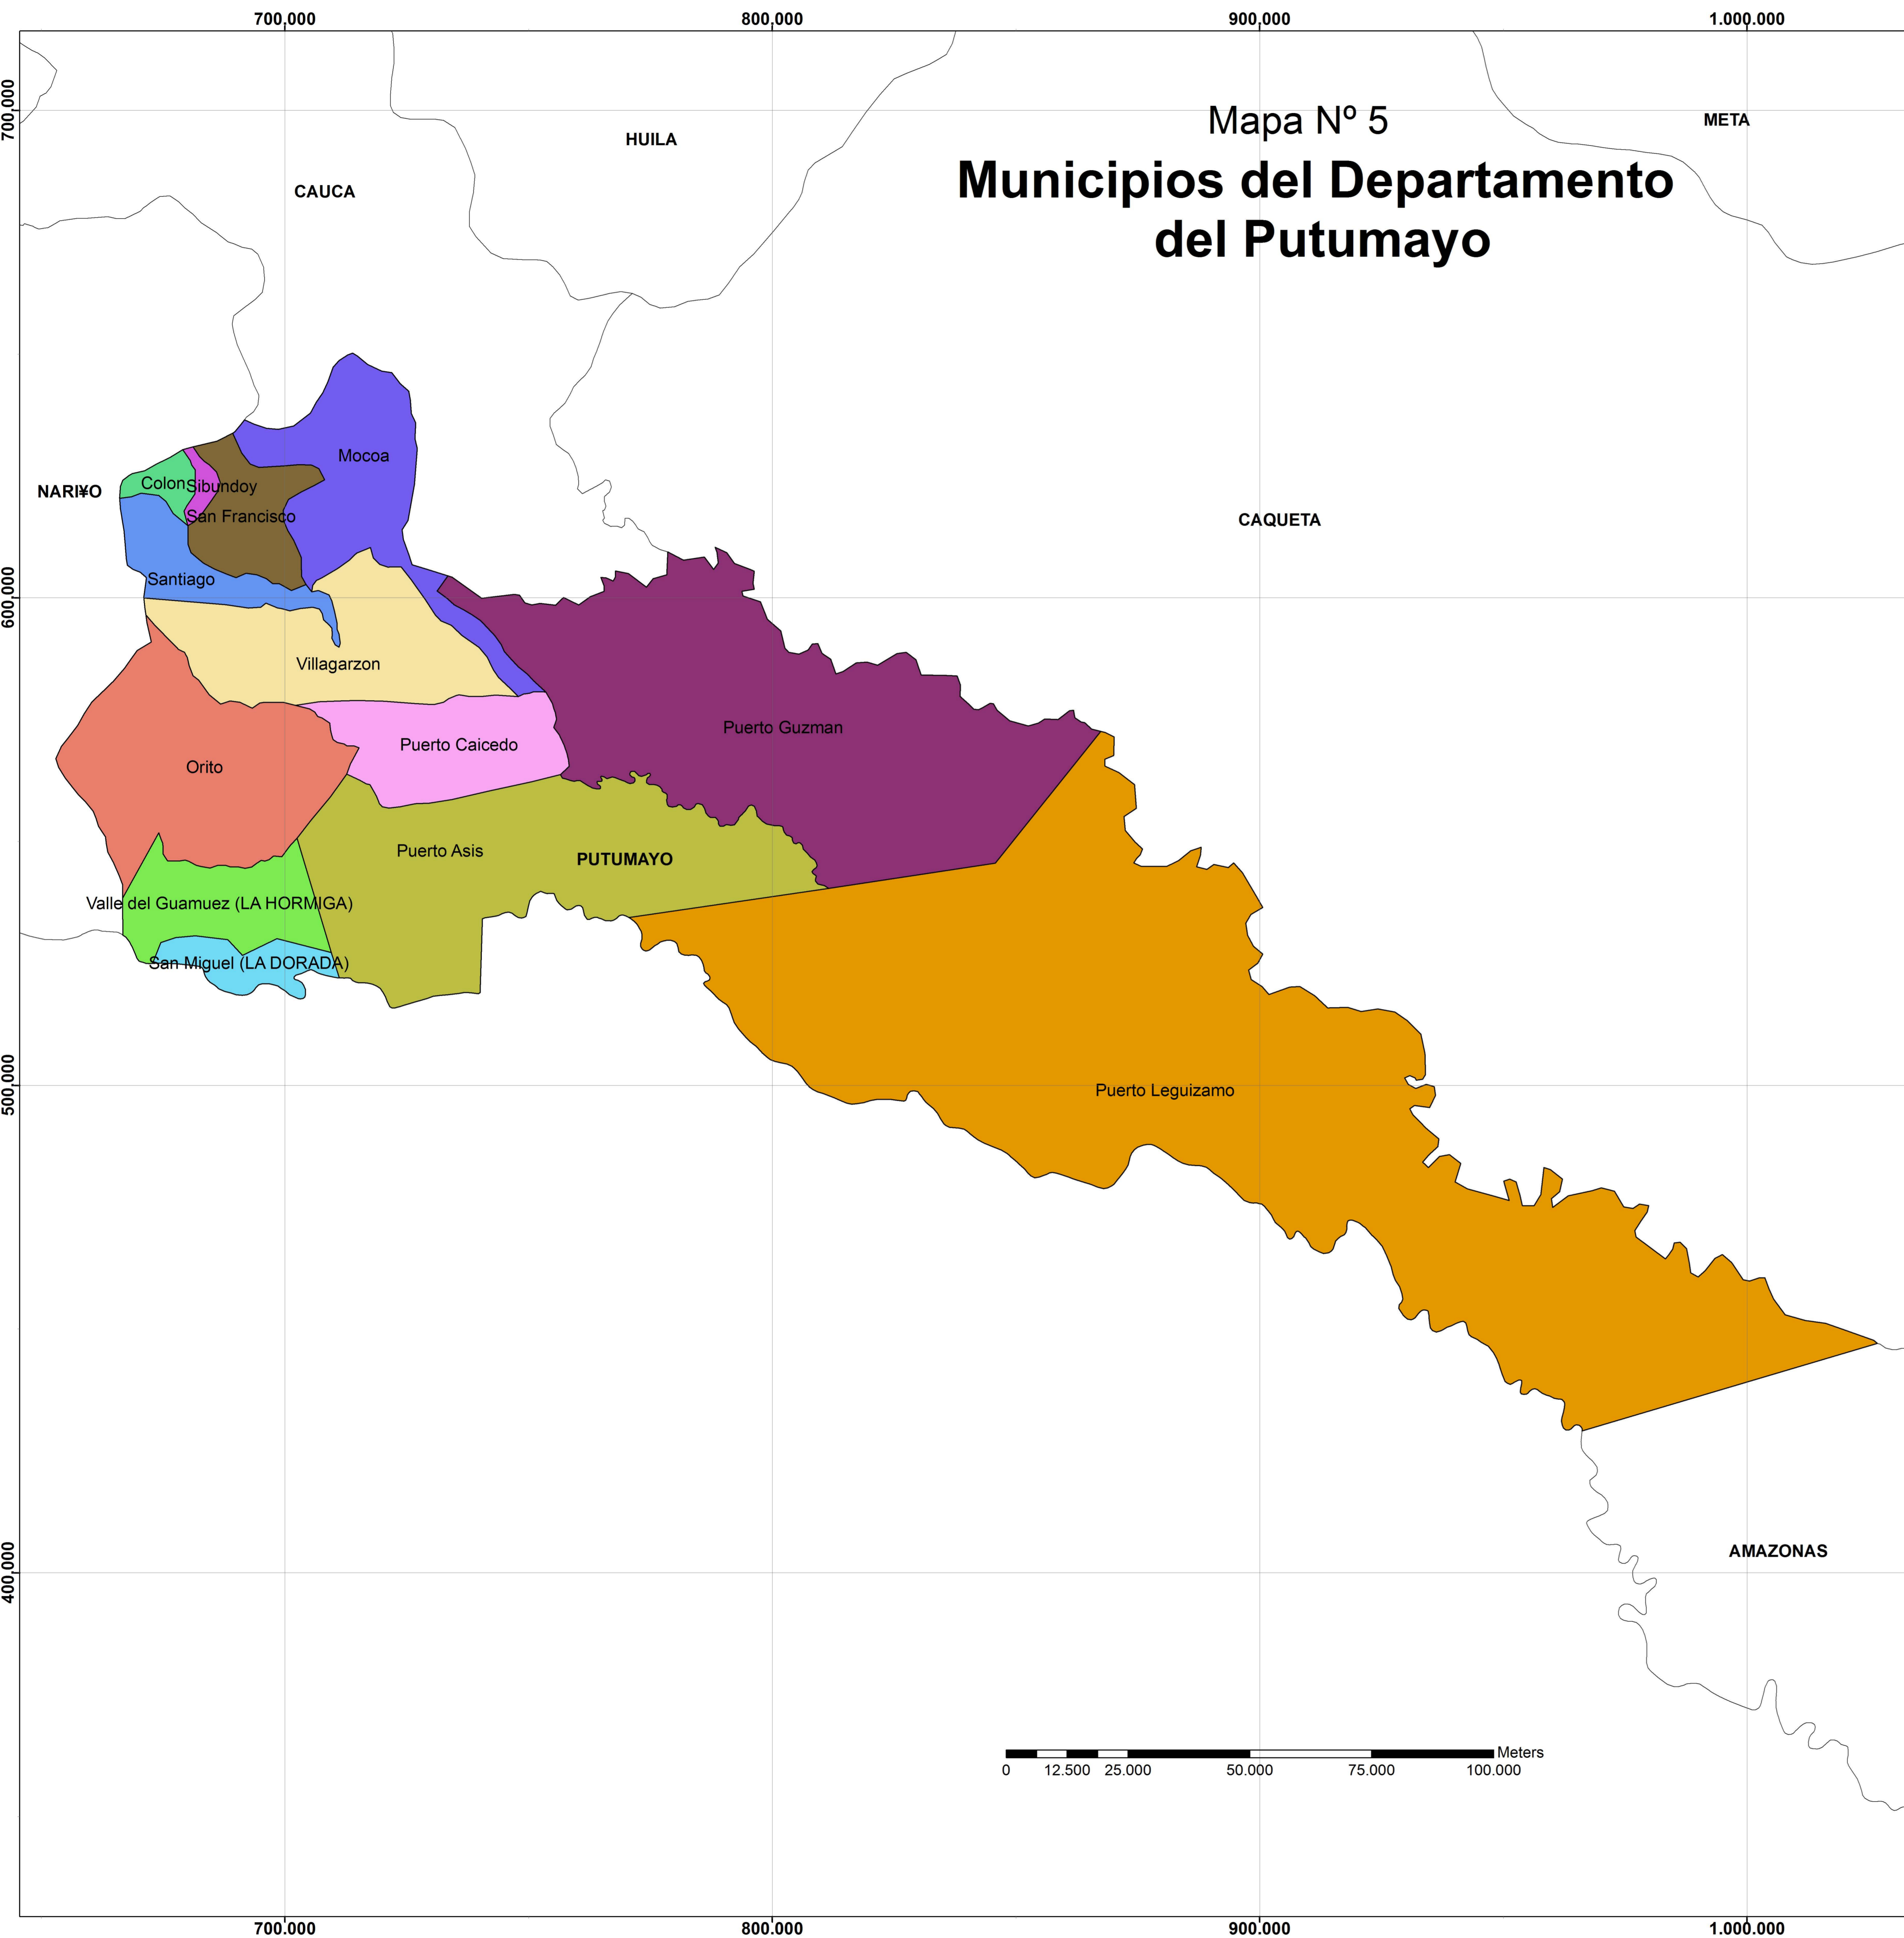 700.000 800.000 900.000 1.000.000
700.000
600.000
500.000
400.000
Mapa Nº 5
Municipios del Departamento
del Putumayo
META
HUILA
CAUCA
NARI¥O
CAQUETA
Mocoa
Colon
Sibundoy
San Francisco
Santiago
Villagarzon
Puerto Guzman
Puerto Caicedo
Orito
Puerto Asis
PUTUMAYO
Valle del Guamuez (LA HORMIGA)
San Miguel (LA DORADA)
Puerto Leguizamo
AMAZONAS
Meters
0 12.500 25.000 50.000 75.000 100.000
700.000 800.000 900.000 1.000.000